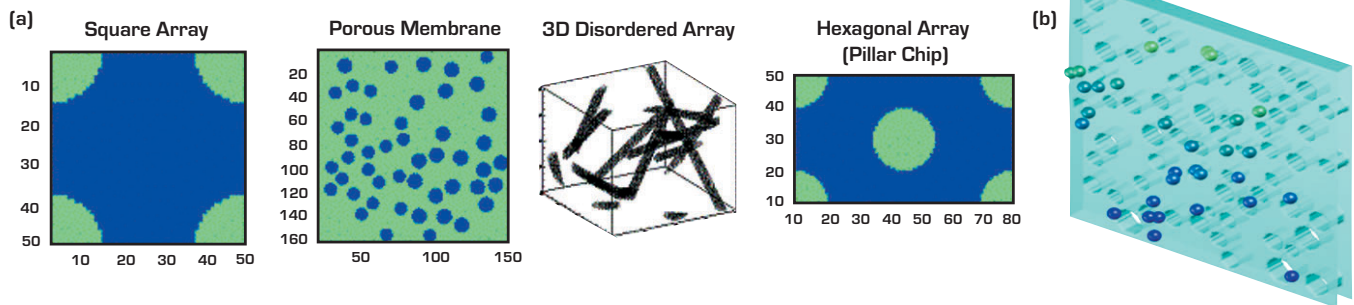 (a)
Square Array
10
20
30
40
50
10 20 30 40 50
Porous Membrane
20
40
60
80
100
120
140
160
50 100 150
3D Disordered Array
Hexagonal Array
(Pillar Chip)
50
40
30
20
10
10 20 30 40 50 60 70 80
(b)